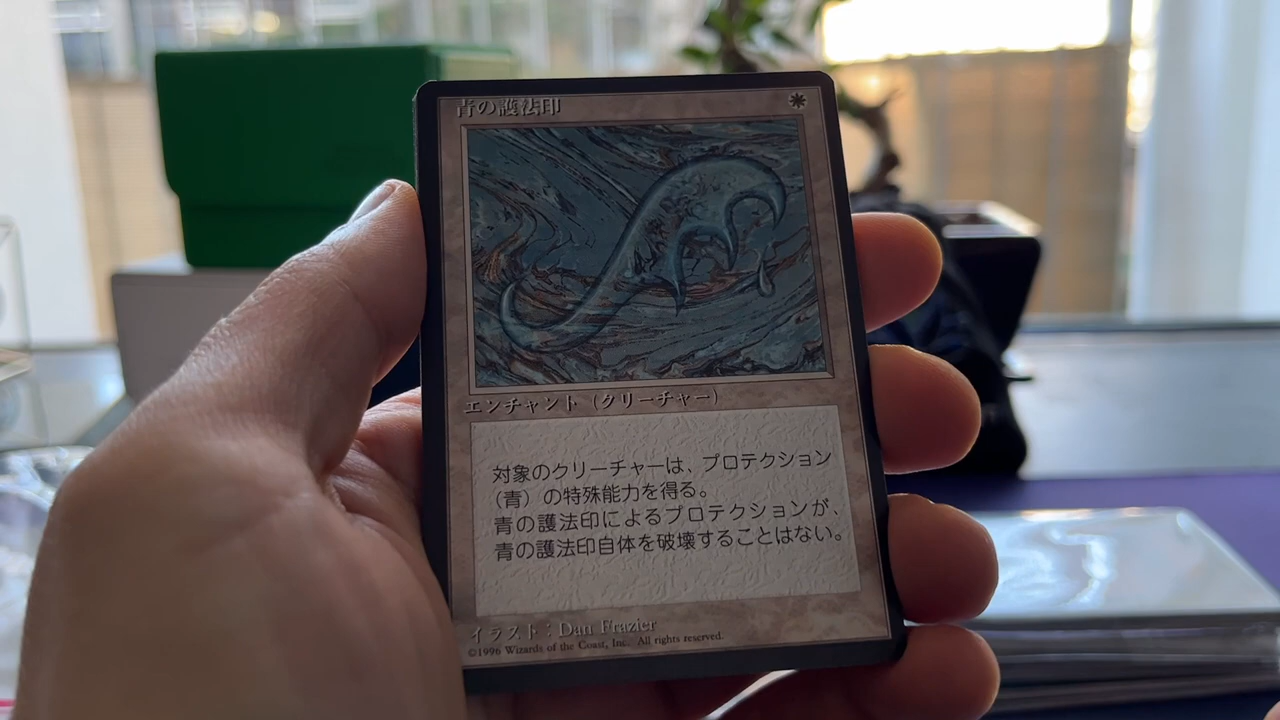 青の護法印
エンチャント（クリーチャー）
対象のクリーチャーは、プロテクション
（青）の特殊能力を得る。
青の護法印によるプロテクションが、
青の護法印自体を破壊することはない。
イラスト：Dan Frazier
©1996 Wizards of the Coast, Inc. All rights reserved.